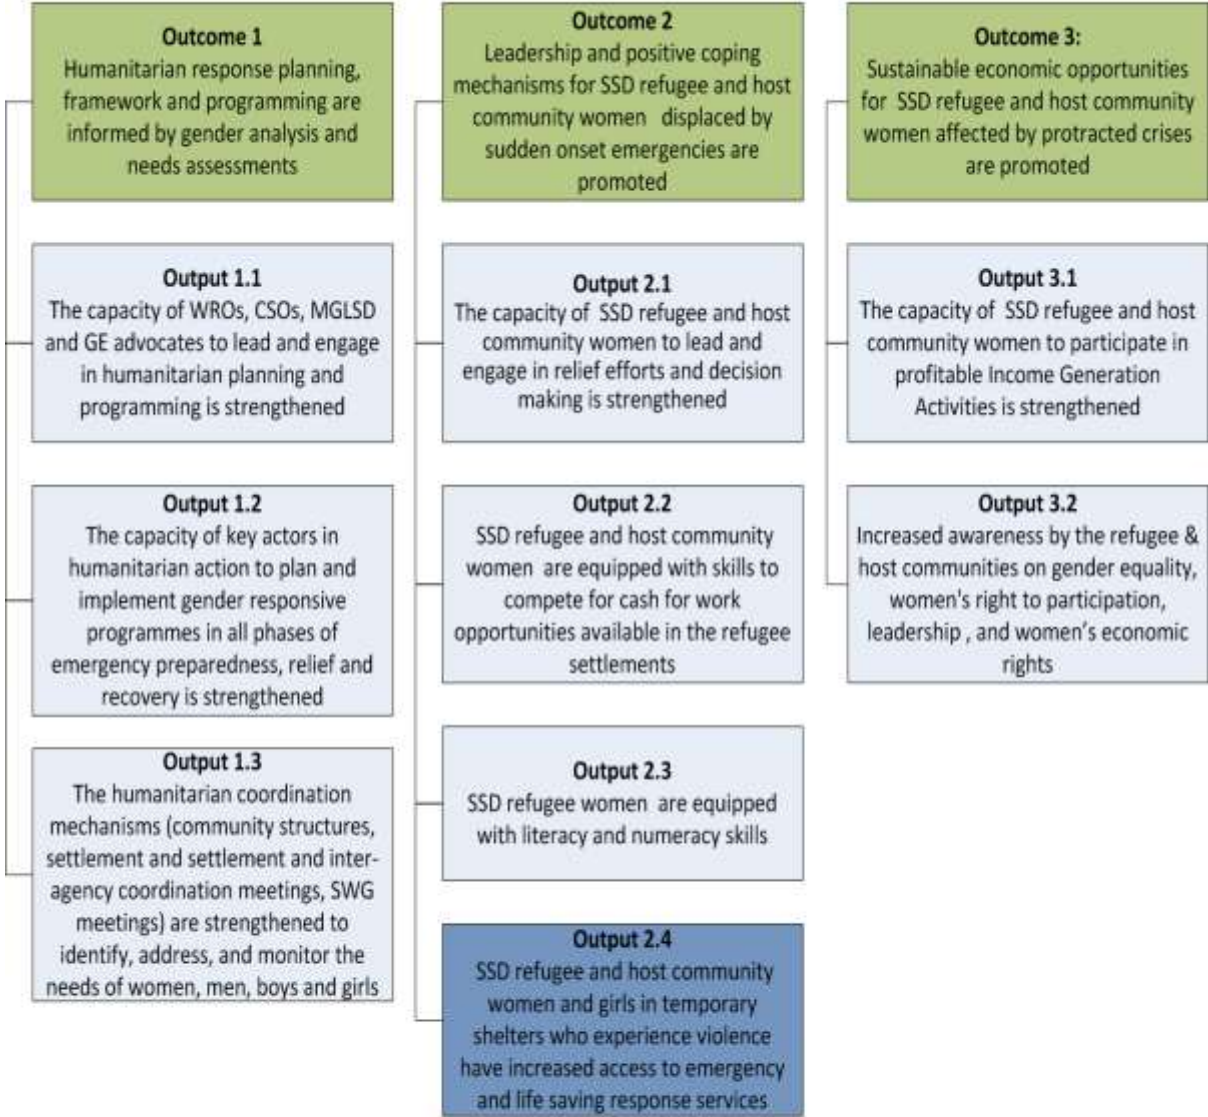 Outcome 1
Humanitarian response planning,
framework and programming are
informed by gender analysis and
needs assessments
Output 1.1
The capacity of WROs, CSOs, MGLSD
and GE advocates to lead and engage
in humanitarian planning and
programming is strengthened
Output 1.2
The capacity of key actors in
humanitarian action to plan and
implement gender responsive
programmes in all phases of
emergency preparedness, relief and
recovery is strengthened
Output 1.3
The humanitarian coordination
mechanisms (community structures,
settlement and settlement and inter-
agency coordination meetings, SWG
meetings) are strengthened to
identify, address, and monitor the
needs of women, men, boys and girls
Outcome 2
Leadership and positive coping
mechanisms for SSD refugee and host
community women displaced by
sudden onset emergencies are
promoted
Output 2.1
The capacity of SSD refugee and host
community women to lead and
engage in relief efforts and decision
making is strengthened
Output 2.2
SSD refugee and host community
women are equipped with skills to
compete for cash for work
opportunities available in the refugee
settlements
Output 2.3
SSD refugee women are equipped
with literacy and numeracy skills
Output 2.4
SSD refugee and host community
women and girls in temporary
shelters who experience violence
have increased access to emergency
and life saving response services
Outcome 3:
Sustainable economic opportunities
for SSD refugee and host community
women affected by protracted crises
are promoted
Output 3.1
The capacity of SSD refugee and host
community women to participate in
profitable Income Generation
Activities is strengthened
Output 3.2
Increased awareness by the refugee &
host communities on gender equality,
women's right to participation,
leadership , and women’s economic
rights